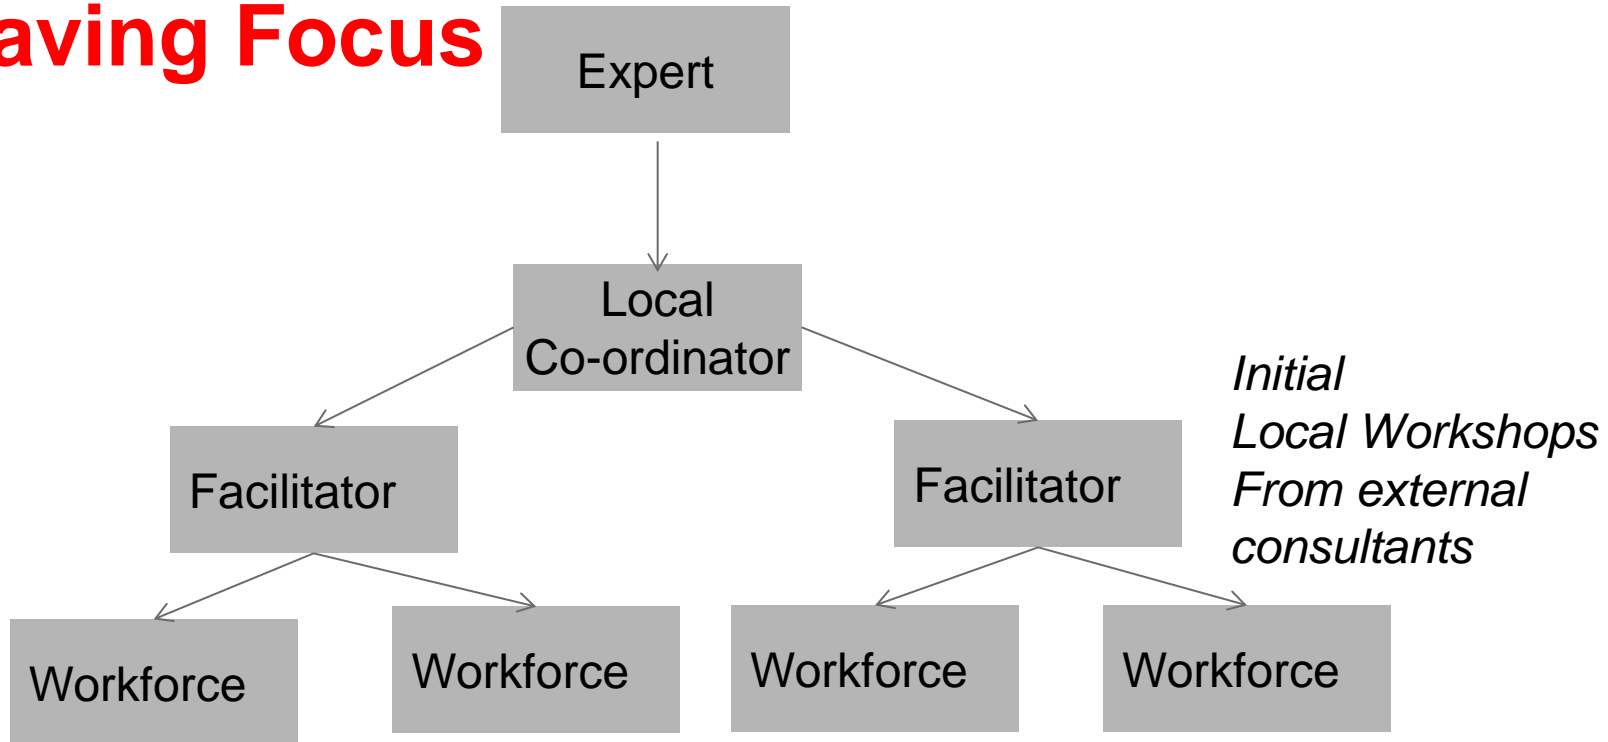 aving Focus
Expert
Local
Co-ordinator
Initial
Local Workshops
From external
consultants
Facilitator
Facilitator
Workforce
Workforce
Workforce
Workforce